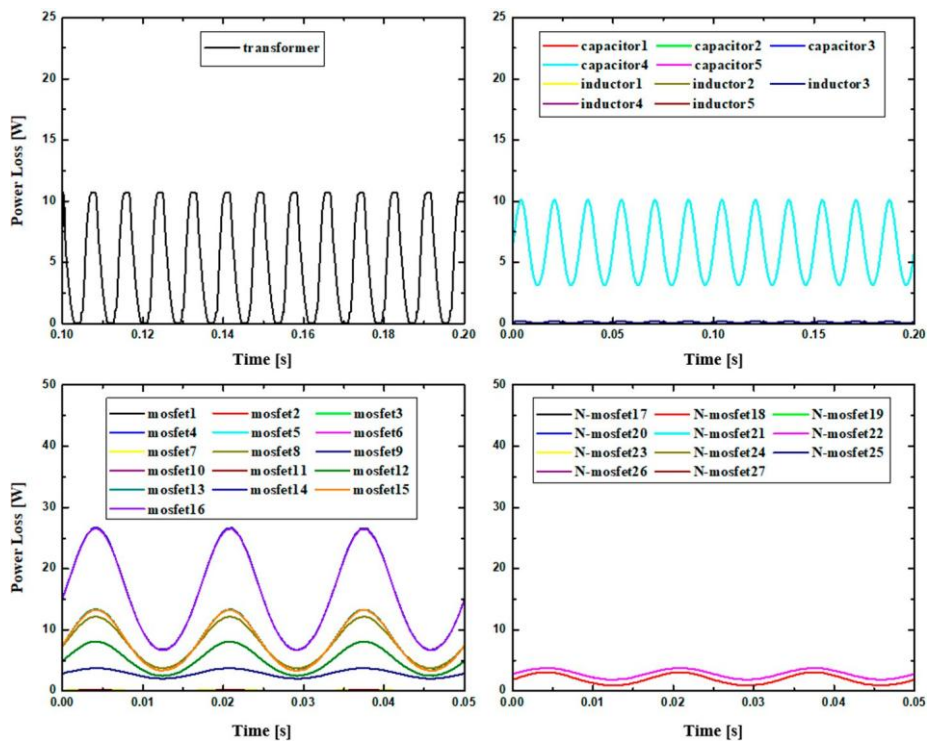 25
20
15
10
5
0
Power Loss [W]
transformer
0.10 0.12 0.14 0.16 0.18 0.20
Time [s]
25
20
15
10
5
0
capacitor1 capacitor2 capacitor3
capacitor4 capacitor5
inductor1 inductor2 inductor3
inductor4 inductor5
0.00 0.05 0.10 0.15 0.20
Time [s]
50
40
30
20
10
0
Power Loss [W]
mosfet1 mosfet2 mosfet3
mosfet4 mosfet5 mosfet6
mosfet7 mosfet8 mosfet9
mosfet10 mosfet11 mosfet12
mosfet13 mosfet14 mosfet15
mosfet16
0.00 0.01 0.02 0.03 0.04 0.05
Time [s]
50
40
30
20
10
0
N-mosfet17 N-mosfet18 N-mosfet19
N-mosfet20 N-mosfet21 N-mosfet22
N-mosfet23 N-mosfet24 N-mosfet25
N-mosfet26 N-mosfet27
0.00 0.01 0.02 0.03 0.04 0.05
Time [s]